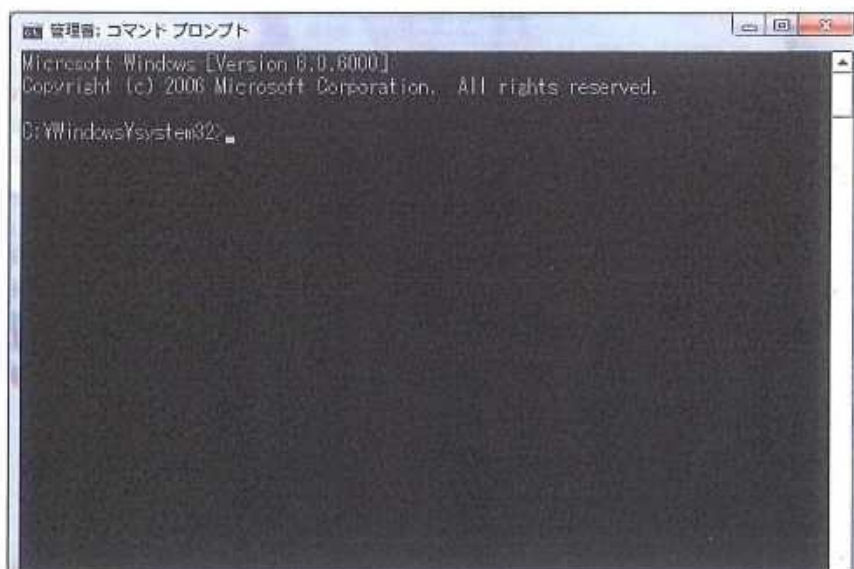 管理者: コマンド プロンプト
Microsoft Windows [Version 6.0.6000]
Copyright (c) 2006 Microsoft Corporation.  All rights reserved.
C:¥Windows¥system32>